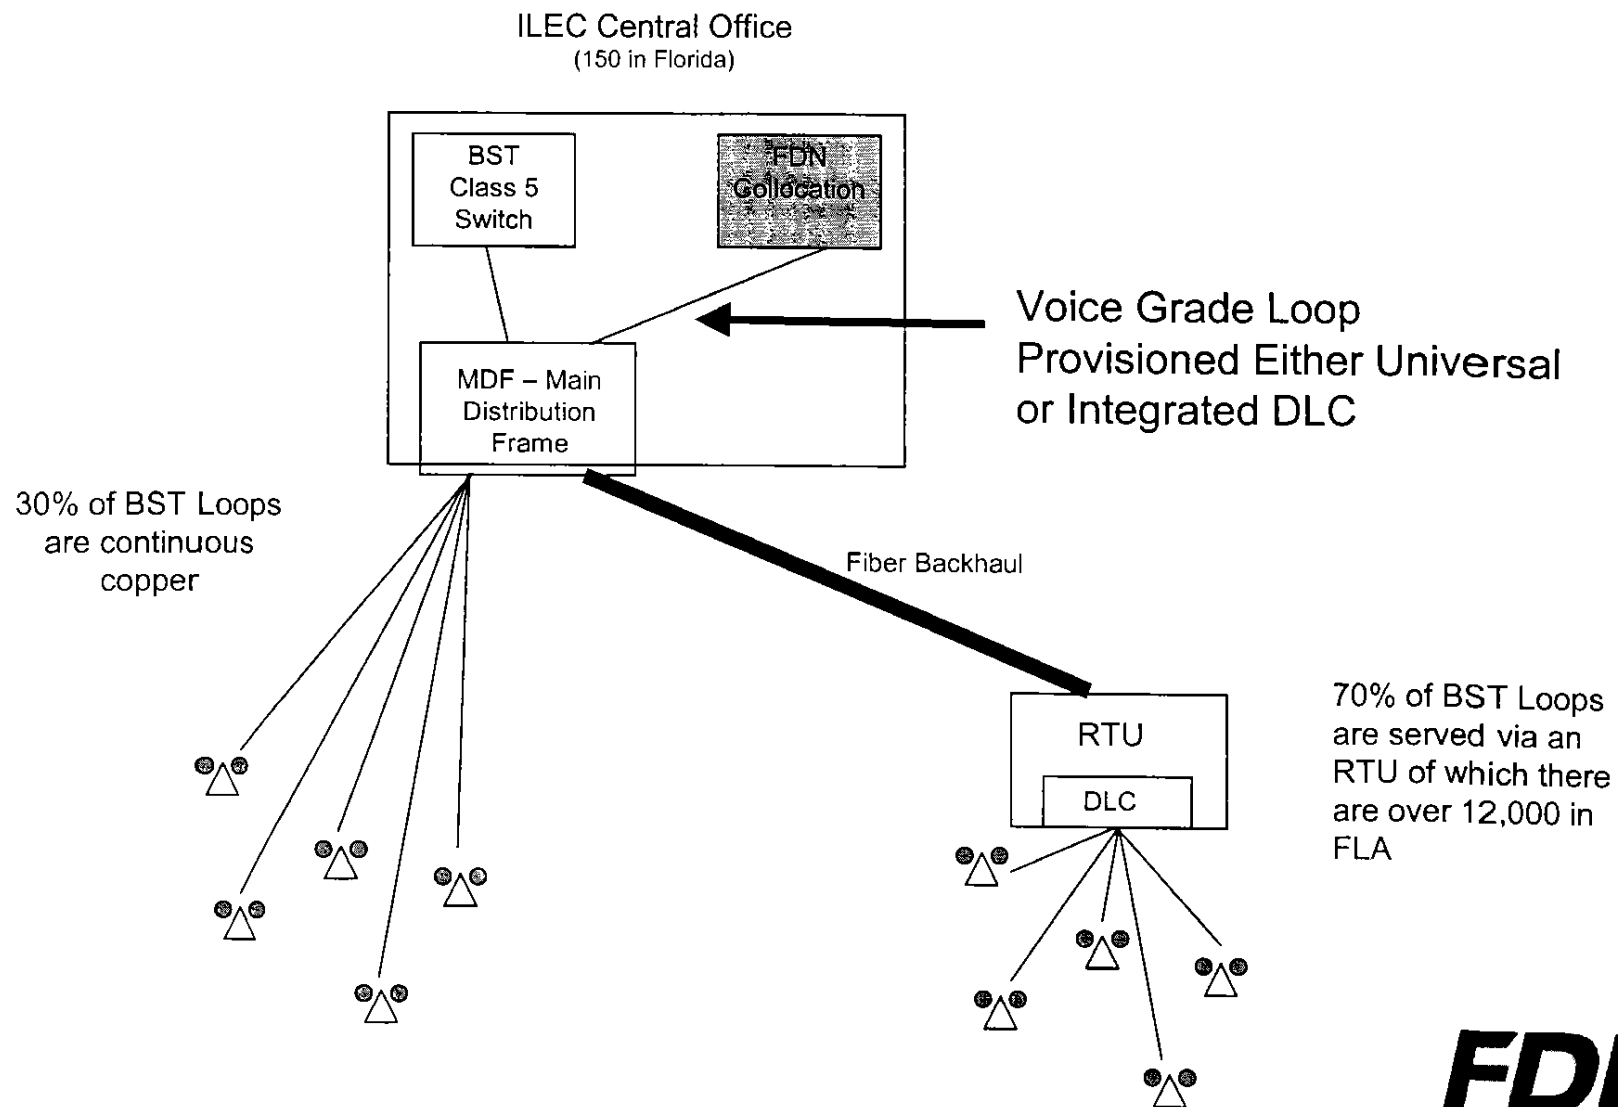 ILEC Central Office
(150 in Florida)
BST
Class 5
Switch
FDN
Collocation
MDF – Main
Distribution
Frame
Voice Grade Loop
Provisioned Either Universal
or Integrated DLC
30% of BST Loops
are continuous
copper
Fiber Backhaul
RTU
DLC
70% of BST Loops
are served via an
RTU of which there
are over 12,000 in
FLA